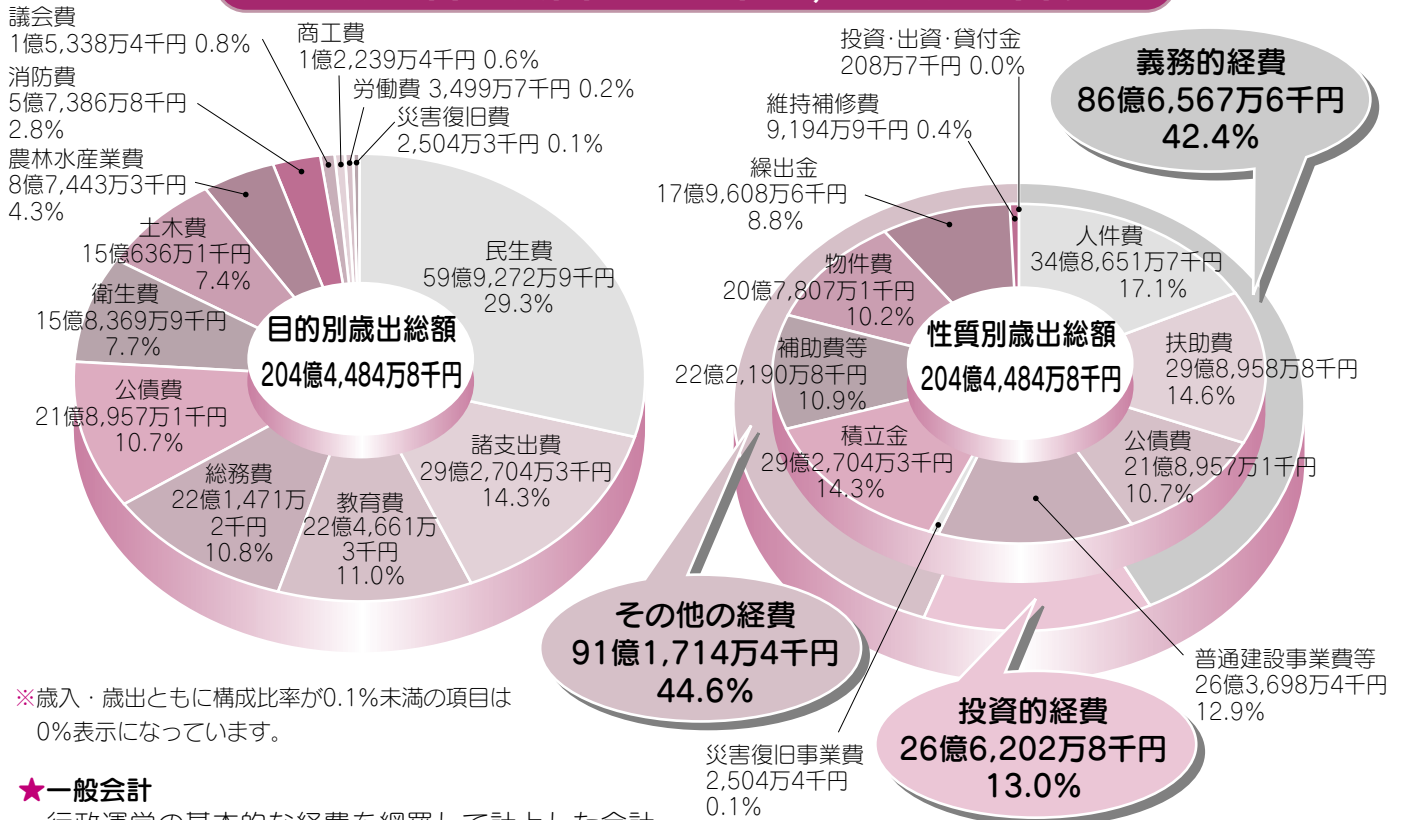 議会費
1億5,338万4千円 0.8%
消防費
5億7,386万8千円
2.8%
農林水産業費
8億7,443万3千円
4.3%
土木費
15億636万1千円
7.4%
衛生費
15億8,369万9千円
7.7%
公債費
21億8,957万1千円
10.7%
総務費
22億1,471万
2千円
10.8%
教育費
22億4,661万
3千円
11.0%
諸支出費
29億2,704万3千円
14.3%
民生費
59億9,272万9千円
29.3%
商工費
1億2,239万4千円 0.6%
労働費 3,499万7千円 0.2%
災害復旧費
2,504万3千円 0.1%
目的別歳出総額
204億4,484万8千円
投資・出資・貸付金
208万7千円 0.0%
維持補修費
9,194万9千円 0.4%
繰出金
17億9,608万6千円
8.8%
物件費
20億7,807万1千円
10.2%
補助費等
22億2,190万8千円
10.9%
積立金
29億2,704万3千円
14.3%
性質別歳出総額
204億4,484万8千円
人件費
34億8,651万7千円
17.1%
扶助費
29億8,958万8千円
14.6%
公債費
21億8,957万1千円
10.7%
義務的経費
86億6,567万6千円
42.4%
その他の経費
91億1,714万4千円
44.6%
投資的経費
26億6,202万8千円
13.0%
普通建設事業費等
26億3,698万4千円
12.9%
災害復旧事業費
2,504万4千円
0.1%
※歳入・歳出ともに構成比率が0.1%未満の項目は
0%表示になっています。
★一般会計
行政運営の基本的な経費を網羅して計上した会計